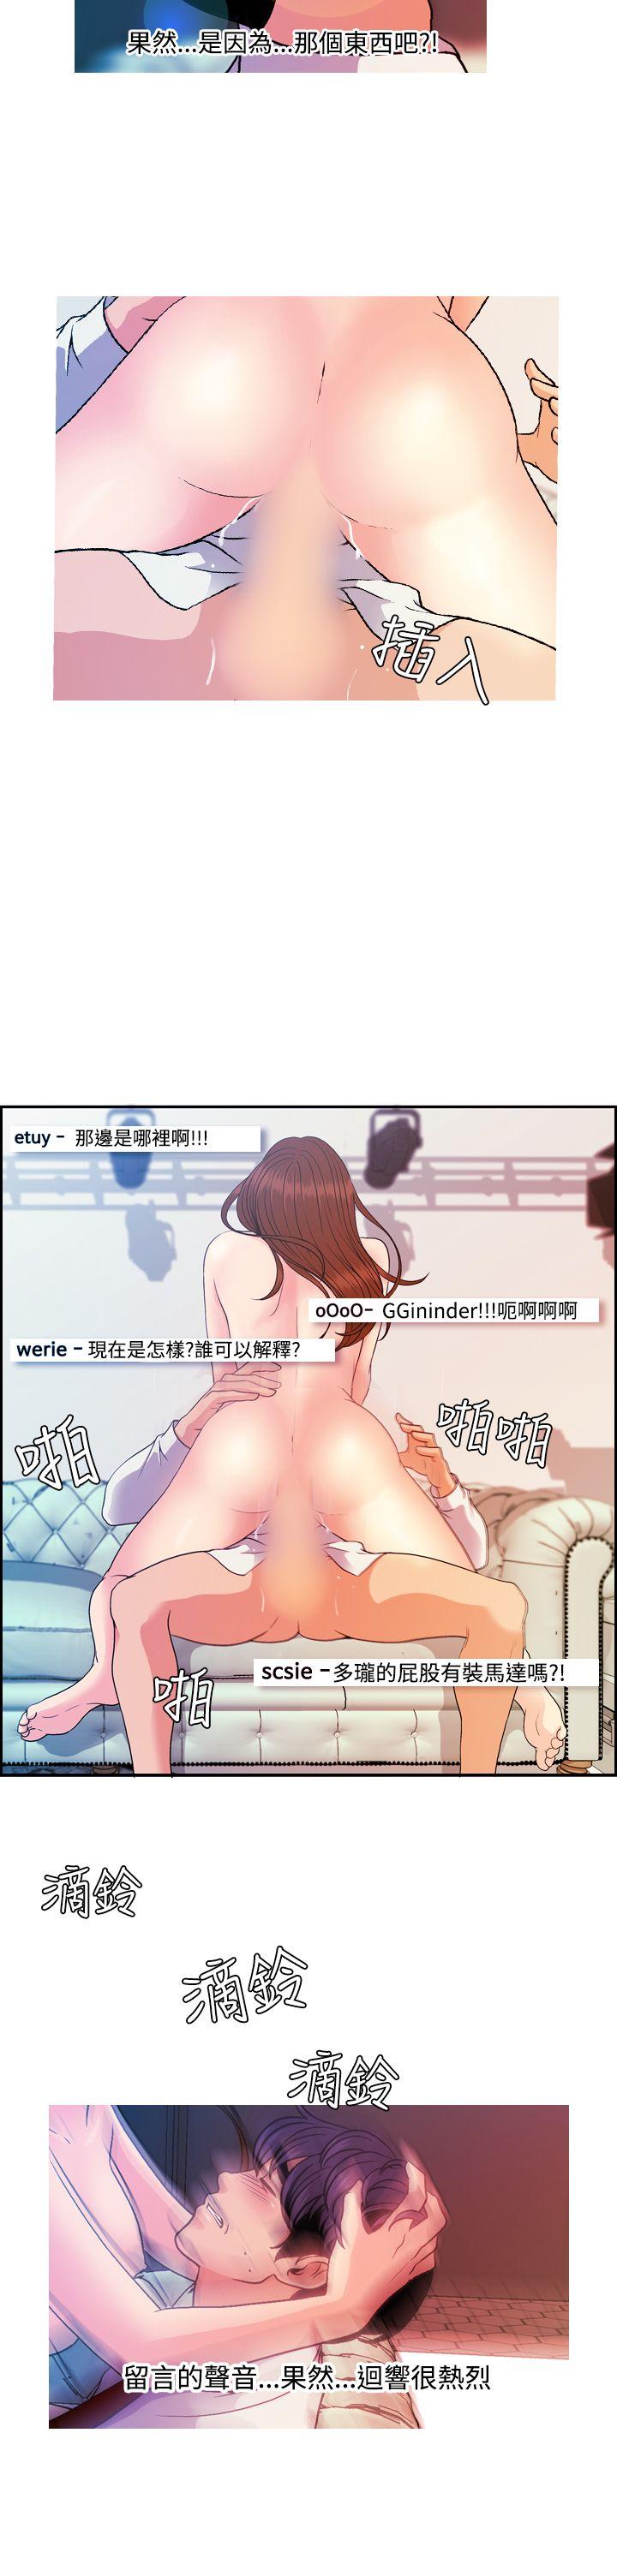 果然...是因為...那個東西吧?!
插入
etuy - 那邊是哪裡啊!!!
oOoO- GGininder!!!呃啊啊啊
werie - 現在是怎樣?誰可以解釋?
啪
啪啪
scsie -多瓏的屁股有裝馬達嗎?!
啪
滴鈴
滴鈴
滴鈴
留言的聲音...果然...迴響很熱烈